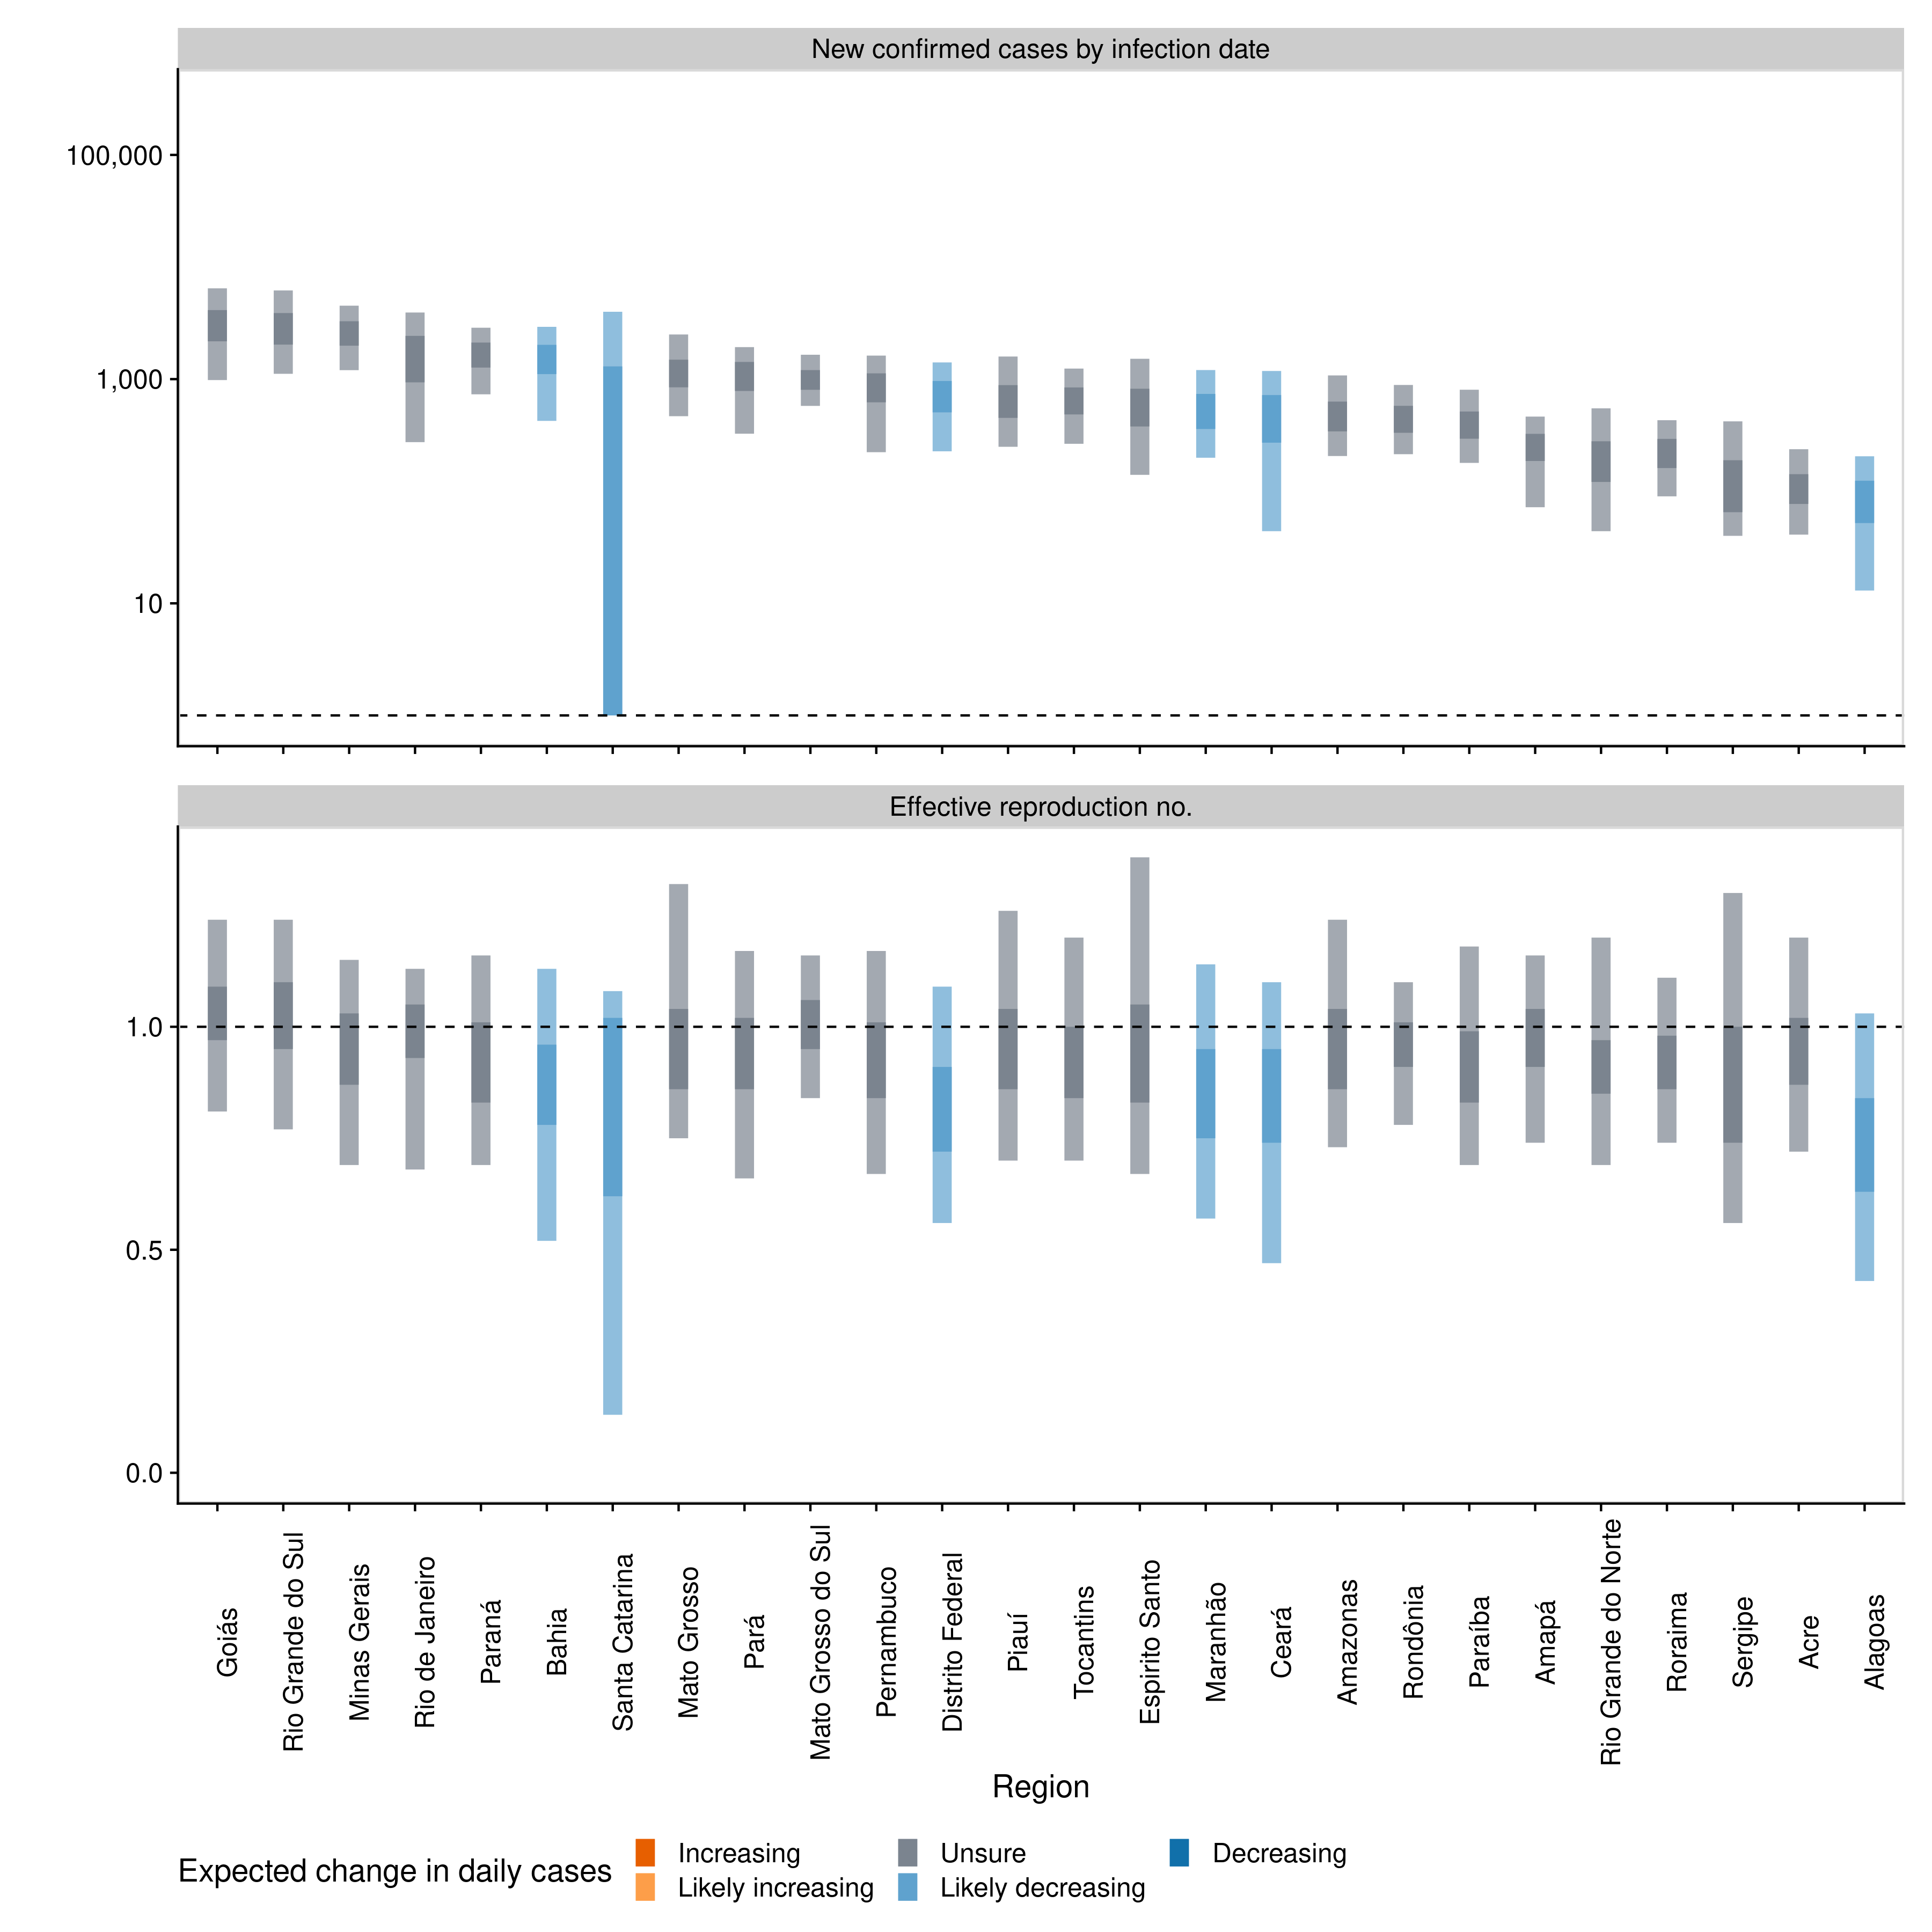 New confirmed cases by infection date
100,000
1,000
10
Effective reproduction no.
1.0
0.5
0.0
Goiás
Rio Grande do Sul
Minas Gerais
Rio de Janeiro
Paraná
Bahia
Santa Catarina
Mato Grosso
Pará
Mato Grosso do Sul
Pernambuco
Distrito Federal
Piauí
Tocantins
Espirito Santo
Maranhão
Ceará
Amazonas
Rondônia
Paraíba
Amapá
Rio Grande do Norte
Roraima
Sergipe
Acre
Alagoas
Region
Expected change in daily cases
Increasing
Unsure
Decreasing
Likely increasing
Likely decreasing